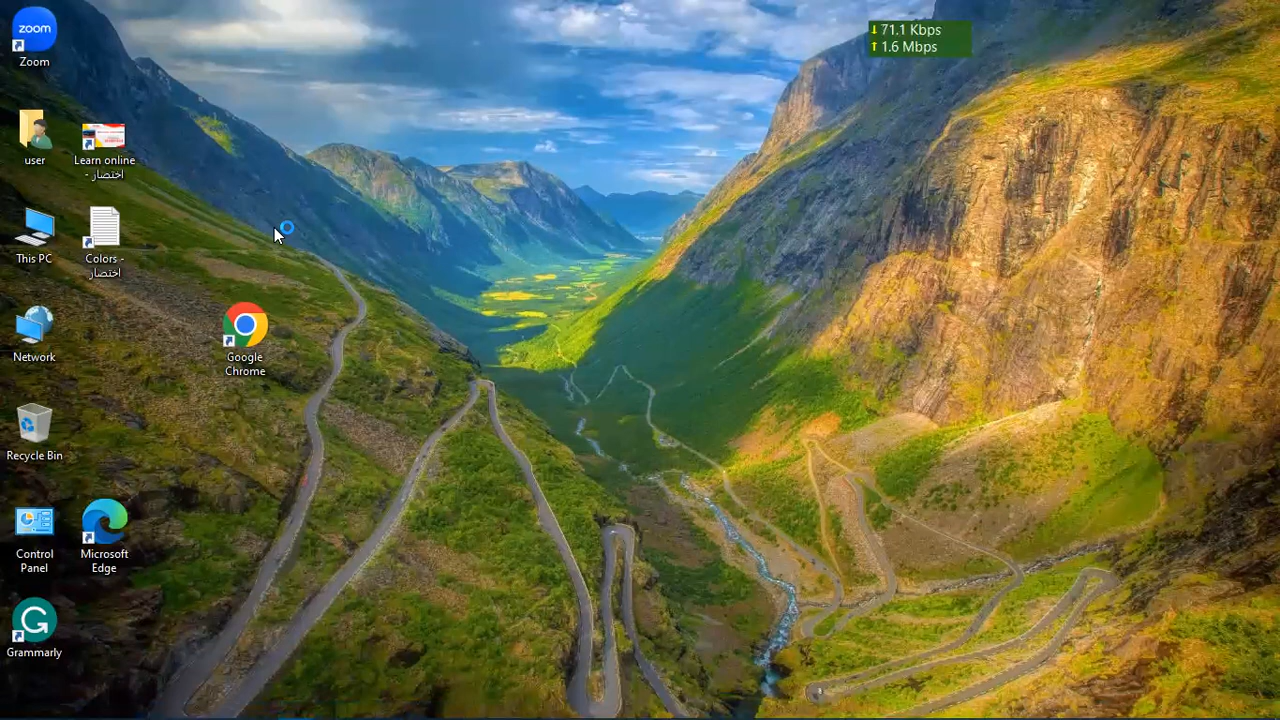 ↓ 71.1 Kbps
↑ 1.6 Mbps
zoom
Zoom
user
Learn online
اختصار -
This PC
Colors -
اختصار
Network
Google
Chrome
Recycle Bin
Control
Panel
Microsoft
Edge
Grammarly